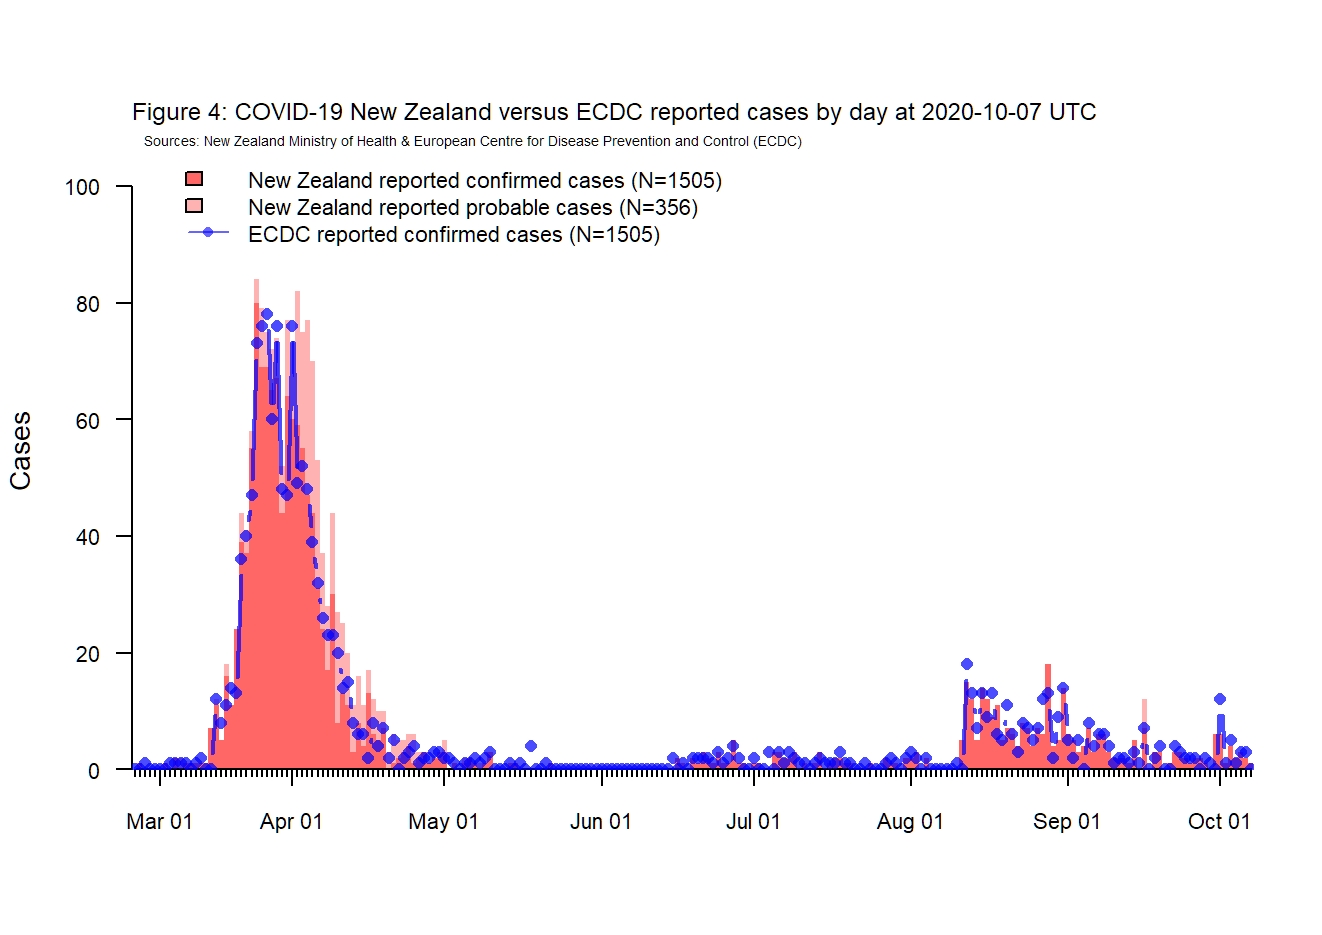 Figure 4: COVID-19 New Zealand versus ECDC reported cases by day at 2020-10-07 UTC
Sources: New Zealand Ministry of Health & European Centre for Disease Prevention and Control (ECDC)
New Zealand reported confirmed cases (N=1505)
New Zealand reported probable cases (N=356)
ECDC reported confirmed cases (N=1505)
Cases
100
80
60
40
20
0
Mar 01 Apr 01 May 01 Jun 01 Jul 01 Aug 01 Sep 01 Oct 01